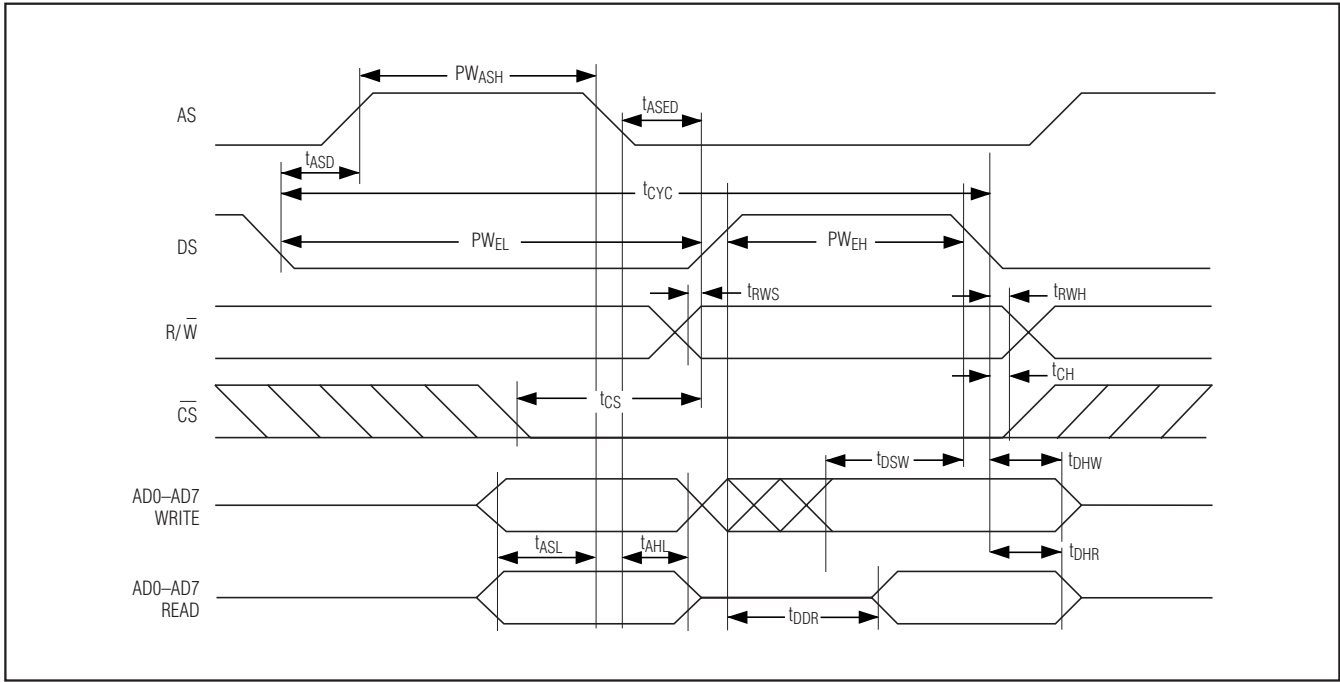 PWASH
AS
tASED
tASD
tCYC
DS
PWEL
PWEH
tRWS
tRWH
R/W̅
tCH
C̅S̅
tCS
tDSW
tDHW
AD0–AD7
WRITE
tASL
tAHL
tDHR
AD0–AD7
READ
tDDR